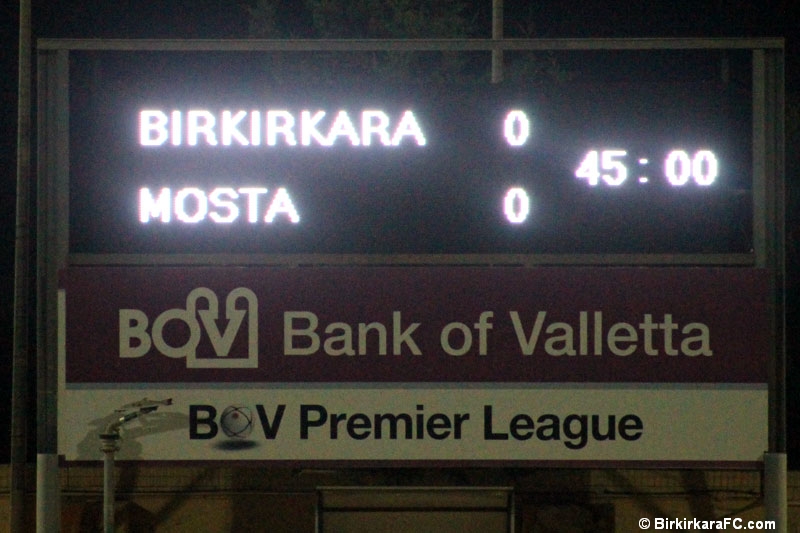 BIRKIRKARA 0
45:00
MOSTA 0
BOV Bank of Valletta
BOV Premier League
© BirkirkaraFC.com